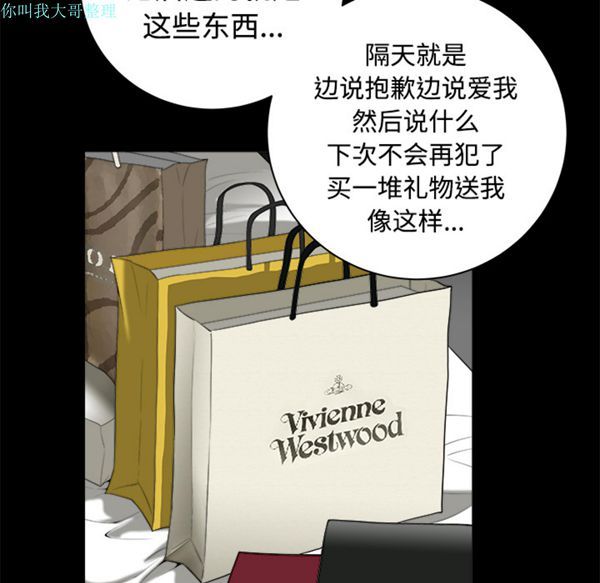 你叫我大哥整理
这些东西...
隔天就是
边说抱歉边说爱我
然后说什么
下次不会再犯了
买一堆礼物送我
像这样...
Vivienne
Westwood